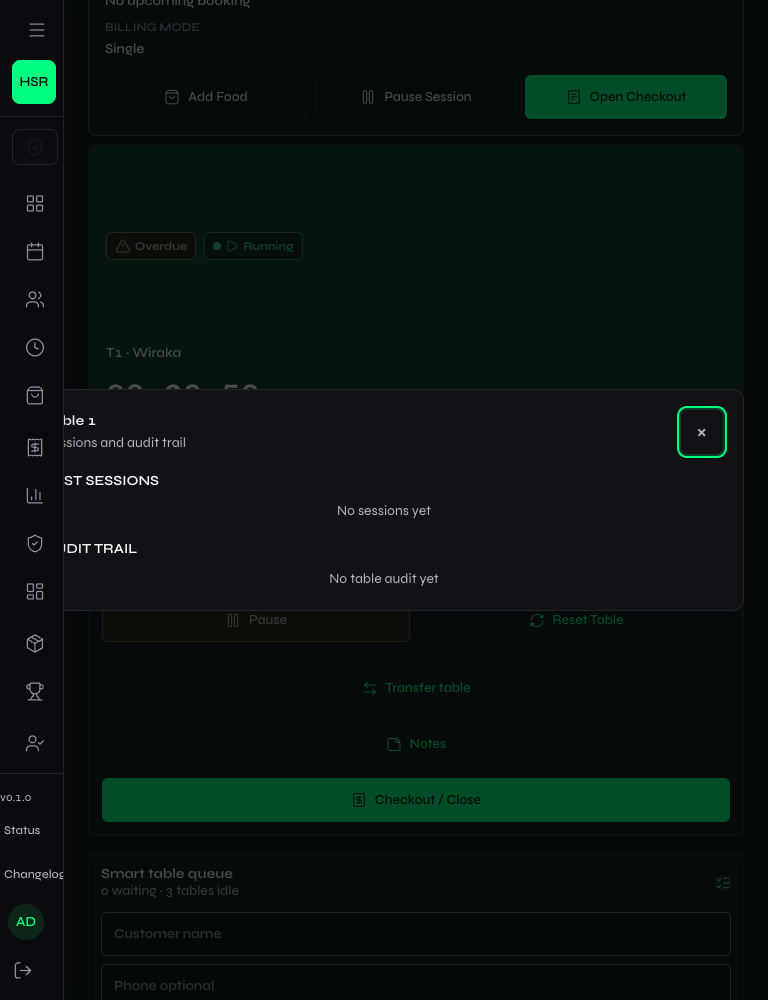 No upcoming booking
BILLING MODE
Single
HSR
Add Food
Pause Session
Open Checkout
Overdue
Running
T1 · Wiraka
ble 1
ssions and audit trail
×
ST SESSIONS
No sessions yet
UDIT TRAIL
No table audit yet
Pause
Reset Table
Transfer table
Notes
Checkout / Close
v0.1.0
Status
Changelog
AD
Smart table queue
0 waiting · 3 tables idle
Customer name
Phone optional